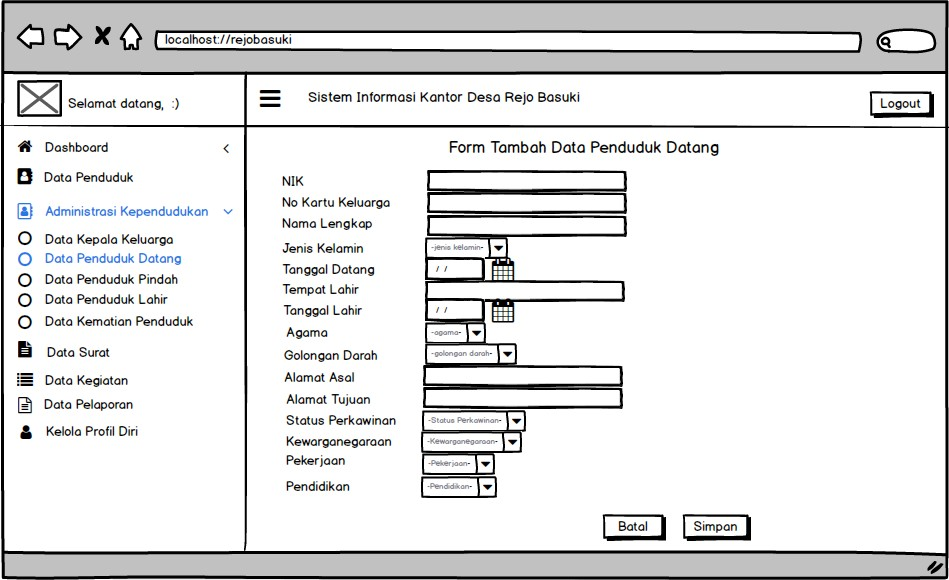 localhost://rejobasuki
Selamat datang, :)
Sistem Informasi Kantor Desa Rejo Basuki
Logout
Dashboard
Data Penduduk
Administrasi Kependudukan
Data Kepala Keluarga
Data Penduduk Datang
Data Penduduk Pindah
Data Penduduk Lahir
Data Kematian Penduduk
Data Surat
Data Kegiatan
Data Pelaporan
Kelola Profil Diri
Form Tambah Data Penduduk Datang
NIK
No Kartu Keluarga
Nama Lengkap
Jenis Kelamin -jenis kelamin-
Tanggal Datang / /
Tempat Lahir
Tanggal Lahir / /
Agama -agama-
Golongan Darah -golongan darah-
Alamat Asal
Alamat Tujuan
Status Perkawinan -Status Perkawinan-
Kewarganegaraan -Kewarganegaraan-
Pekerjaan -Pekerjaan-
Pendidikan -Pendidikan-
Batal Simpan